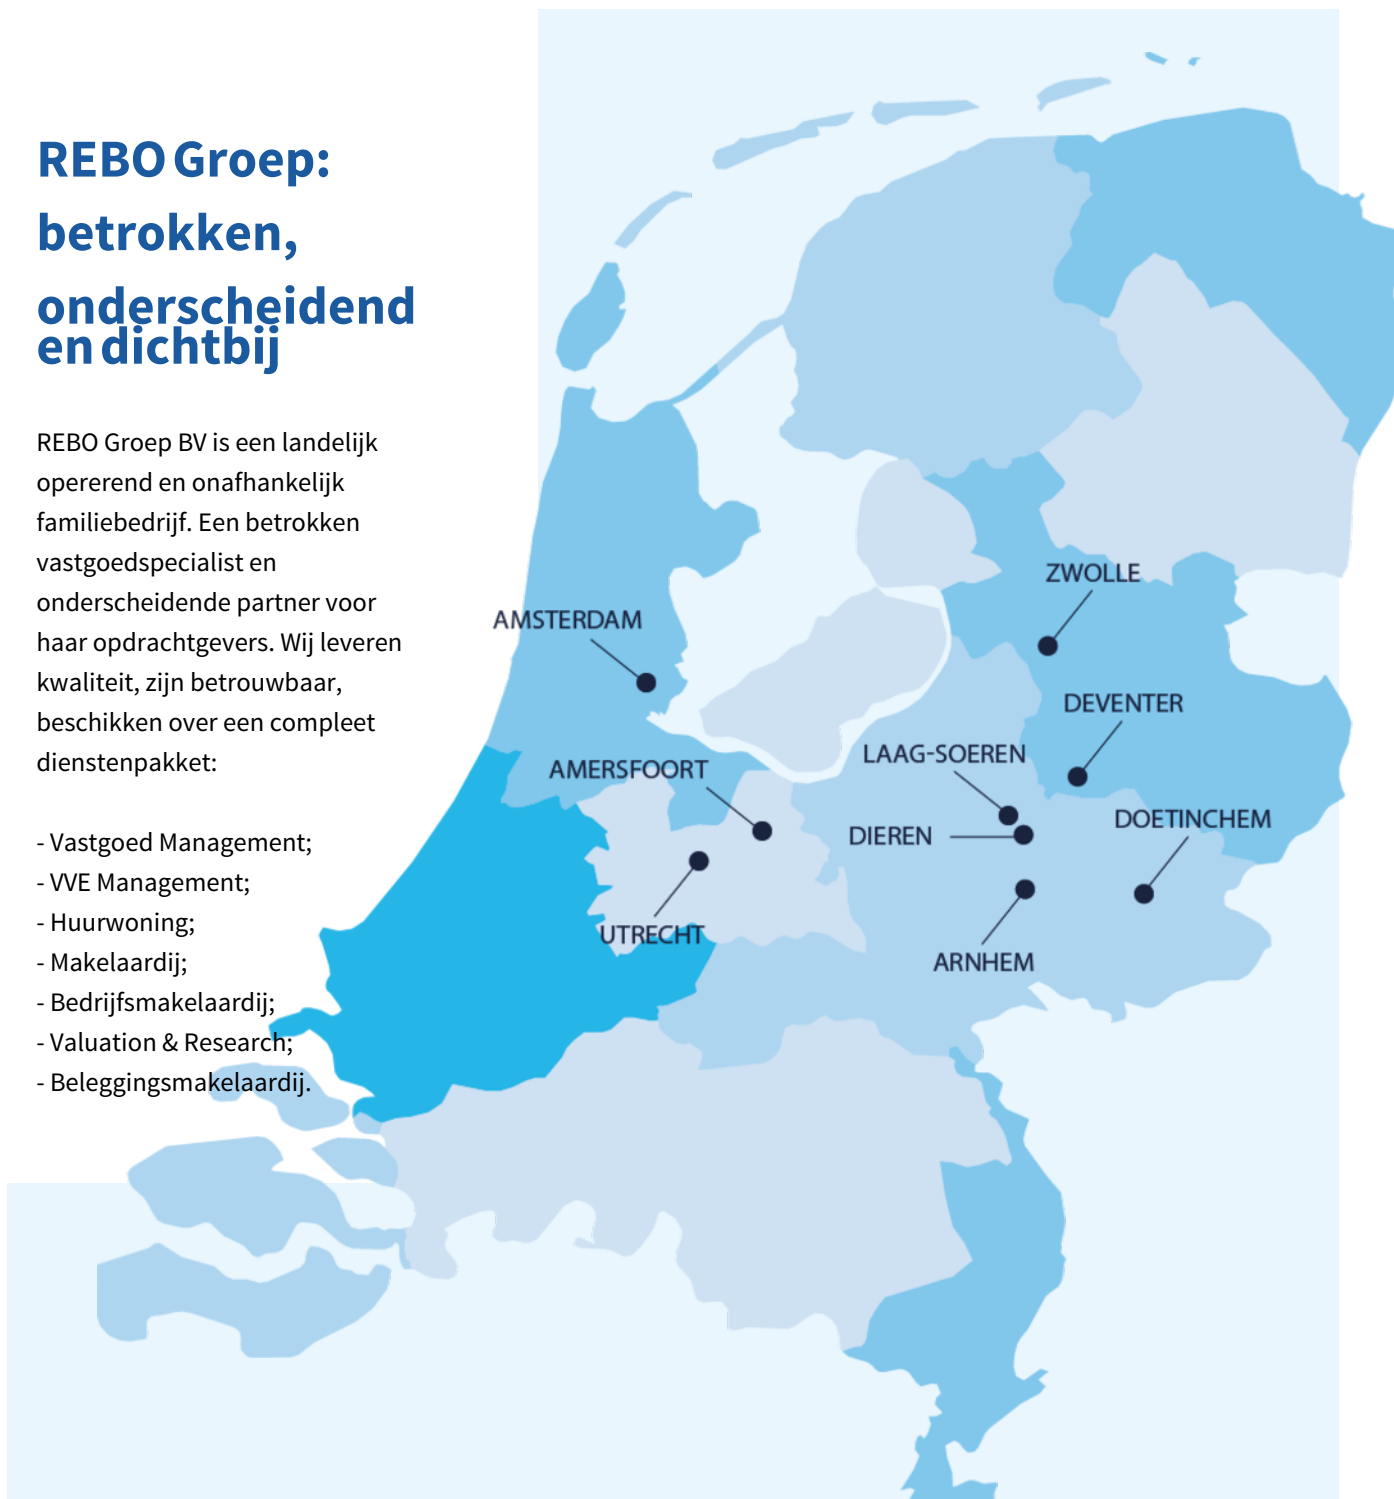 REBO Groep:
betrokken,
onderscheidend
en dichtbij
REBO Groep BV is een landelijk
opererend en onafhankelijk
familiebedrijf. Een betrokken
vastgoedspecialist en
onderscheidende partner voor
haar opdrachtgevers. Wij leveren
kwaliteit, zijn betrouwbaar,
beschikken over een compleet
dienstenpakket:
- Vastgoed Management;
- VVE Management;
- Huurwoning;
- Makelaardij;
- Bedrijfsmakelaardij;
- Valuation & Research;
- Beleggingsmakelaardij.
ZWOLLE
AMSTERDAM
DEVENTER
LAAG-SOEREN
AMERSFOORT
DOETINCHEM
DIEREN
UTRECHT
ARNHEM